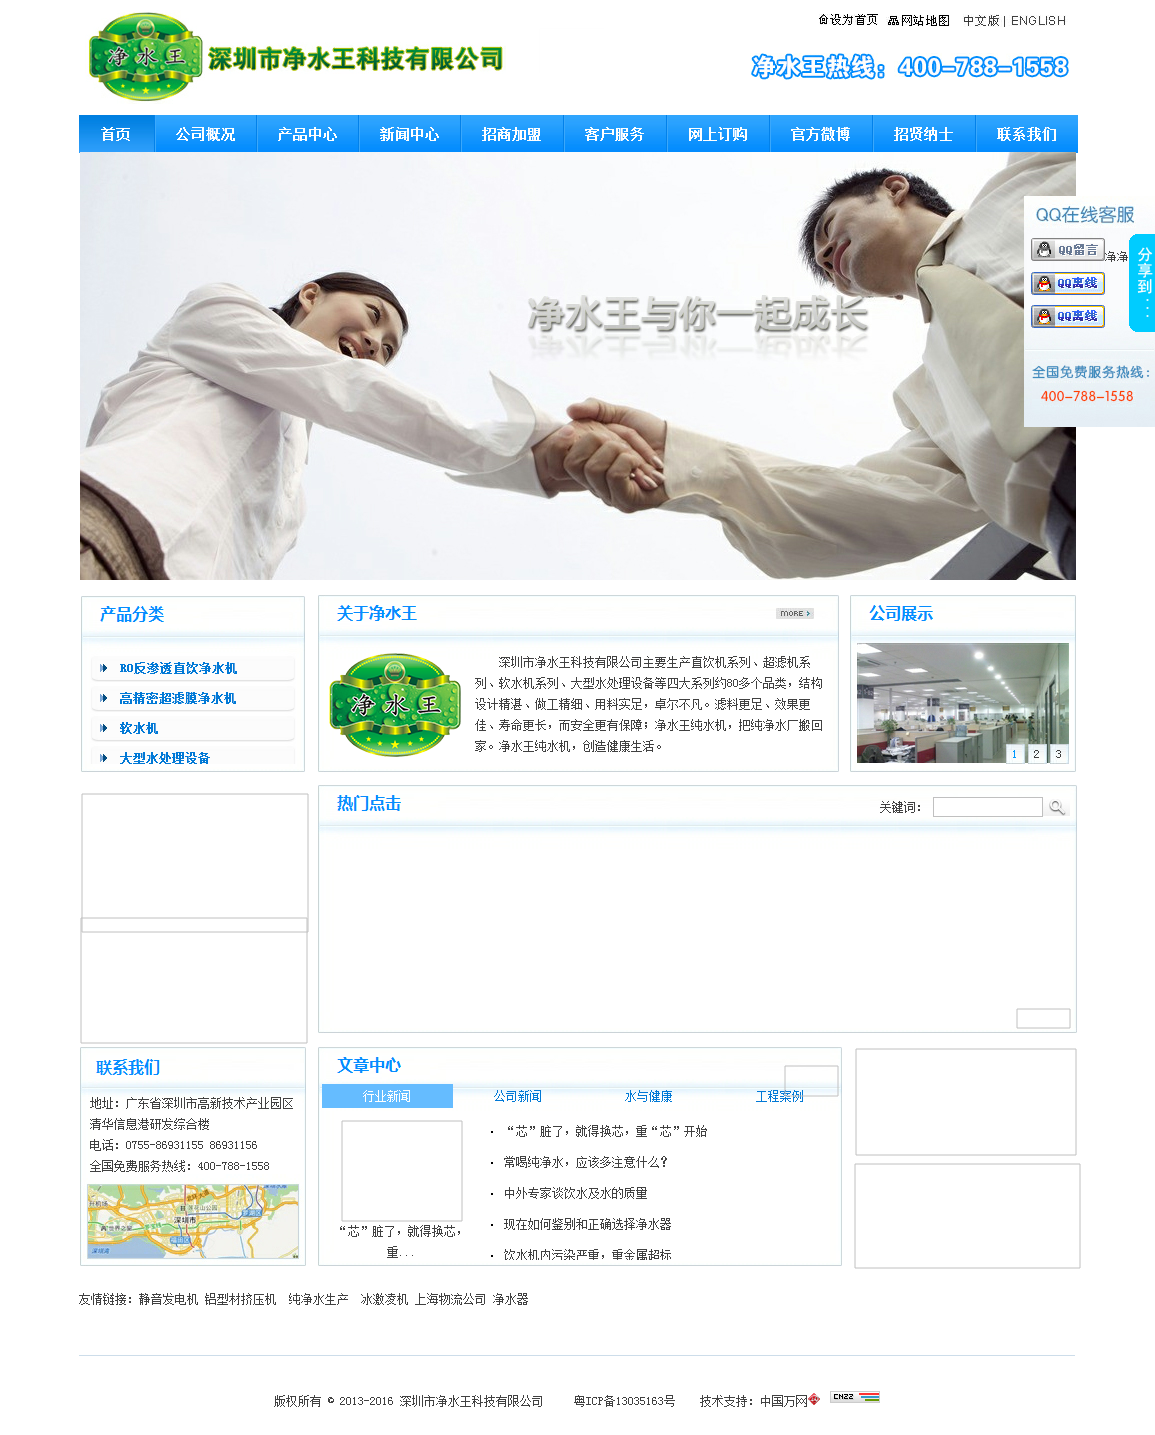 设为首页 网站地图 中文版 | ENGLISH
净水王 深圳市净水王科技有限公司
净水王热线：400-788-1558
首页 公司概况 产品中心 新闻中心 招商加盟 客户服务 网上订购 官方微博 招贤纳士 联系我们
净水王与你一起成长
QQ在线客服
QQ留言 净净
QQ离线
QQ离线
分享到：
全国免费服务热线：
400-788-1558
产品分类
RO反渗透直饮净水机
高精密超滤膜净水机
软水机
大型水处理设备
关于净水王
MORE
净水王
深圳市净水王科技有限公司主要生产直饮机系列、超滤机系
列、软水机系列、大型水处理设备等四大系列约80多个品类，结构
设计精湛、做工精细、用料实足，卓尔不凡。滤料更足、效果更
佳、寿命更长，而安全更有保障；净水王纯水机，把纯净水厂搬回
家。净水王纯水机，创造健康生活。
公司展示
1 2 3
热门点击
关键词：
联系我们
地址：广东省深圳市高新技术产业园区
清华信息港研发综合楼
电话：0755-86931155 86931156
全国免费服务热线：400-788-1558
深圳市
文章中心
行业新闻 公司新闻 水与健康 工程案例
“芯”脏了，就得换芯，
重...
“芯”脏了，就得换芯，重“芯”开始
常喝纯净水，应该多注意什么？
中外专家谈饮水及水的质量
现在如何鉴别和正确选择净水器
饮水机内污染严重，重金属超标
友情链接：静音发电机 铝型材挤压机 纯净水生产 冰激凌机 上海物流公司 净水器
版权所有 © 2013-2016 深圳市净水王科技有限公司 粤ICP备13035163号 技术支持：中国万网 CNZZ